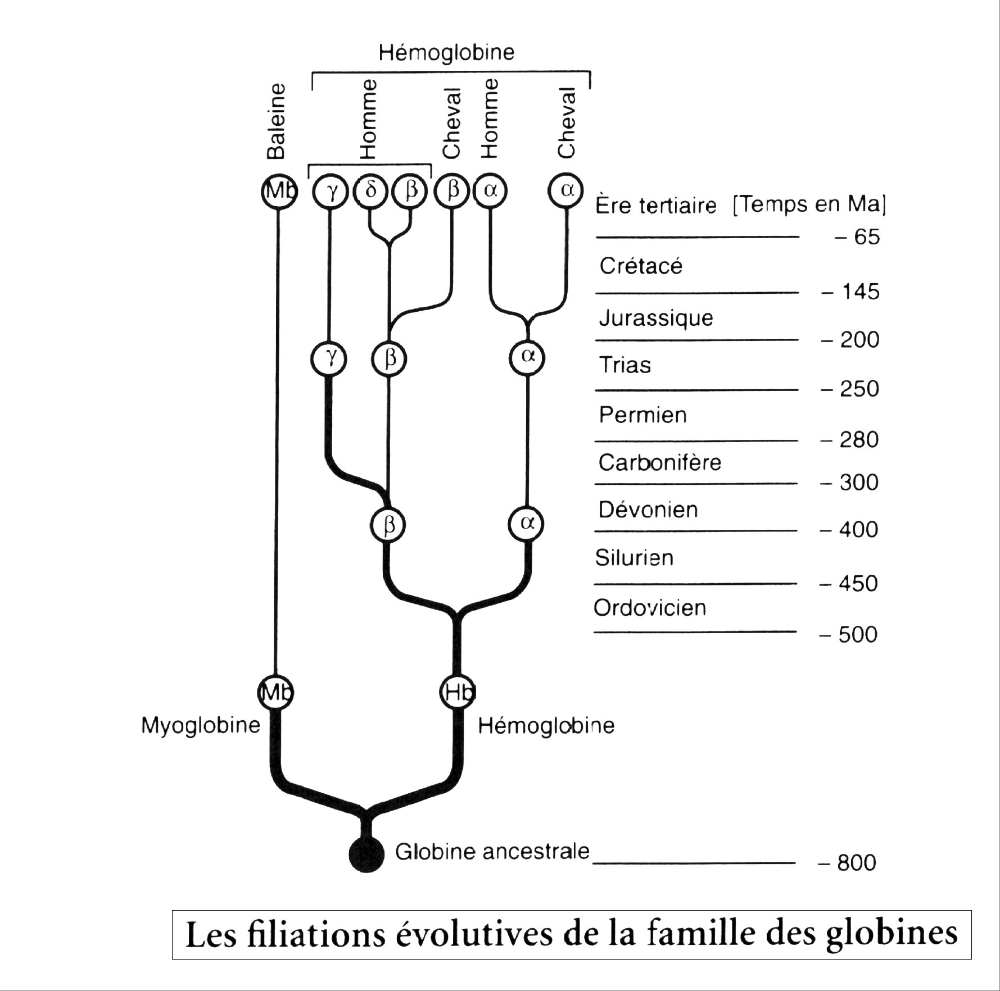 Hémoglobine
Baleine
Homme
Cheval
Homme
Cheval
Mb γ δ β β α α
Ère tertiaire [Temps en Ma]
– 65
Crétacé
– 145
Jurassique
– 200
γ β α
Trias
– 250
Permien
– 280
Carbonifère
– 300
Dévonien
β α
– 400
Silurien
– 450
Ordovicien
– 500
Mb Hb
Myoglobine Hémoglobine
Globine ancestrale – 800
Les filiations évolutives de la famille des globines